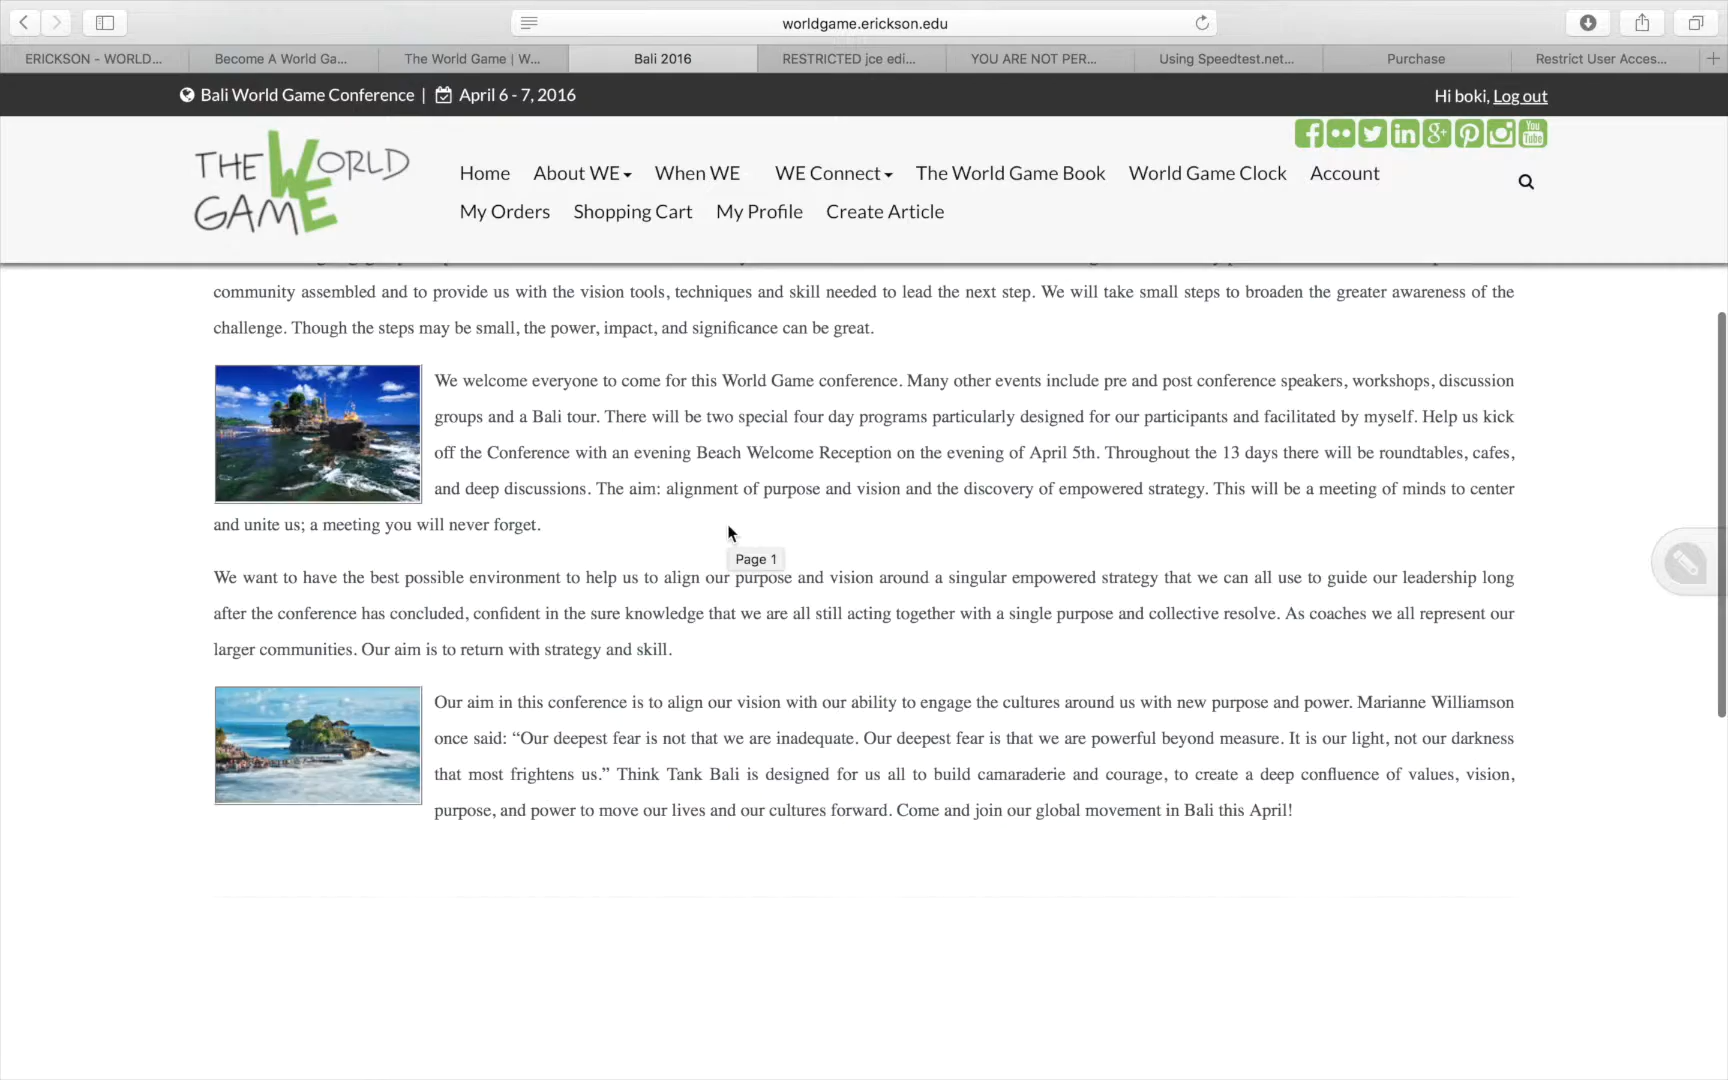 worldgame.erickson.edu
ERICKSON - WORLD...
Become A World Ga...
The World Game | W...
Bali 2016
RESTRICTED jce edi...
YOU ARE NOT PER...
Using Speedtest.net...
Purchase
Restrict User Acces...
Bali World Game Conference | April 6 - 7, 2016
Hi boki, Log out
THE WORLD
GAME
You
Tube
Home About WE When WE WE Connect The World Game Book World Game Clock Account
My Orders Shopping Cart My Profile Create Article
community assembled and to provide us with the vision tools, techniques and skill needed to lead the next step. We will take small steps to broaden the greater awareness of the
challenge. Though the steps may be small, the power, impact, and significance can be great.
We welcome everyone to come for this World Game conference. Many other events include pre and post conference speakers, workshops, discussion
groups and a Bali tour. There will be two special four day programs particularly designed for our participants and facilitated by myself. Help us kick
off the Conference with an evening Beach Welcome Reception on the evening of April 5th. Throughout the 13 days there will be roundtables, cafes,
and deep discussions. The aim: alignment of purpose and vision and the discovery of empowered strategy. This will be a meeting of minds to center
and unite us; a meeting you will never forget.
Page 1
We want to have the best possible environment to help us to align our purpose and vision around a singular empowered strategy that we can all use to guide our leadership long
after the conference has concluded, confident in the sure knowledge that we are all still acting together with a single purpose and collective resolve. As coaches we all represent our
larger communities. Our aim is to return with strategy and skill.
Our aim in this conference is to align our vision with our ability to engage the cultures around us with new purpose and power. Marianne Williamson
once said: “Our deepest fear is not that we are inadequate. Our deepest fear is that we are powerful beyond measure. It is our light, not our darkness
that most frightens us.” Think Tank Bali is designed for us all to build camaraderie and courage, to create a deep confluence of values, vision,
purpose, and power to move our lives and our cultures forward. Come and join our global movement in Bali this April!